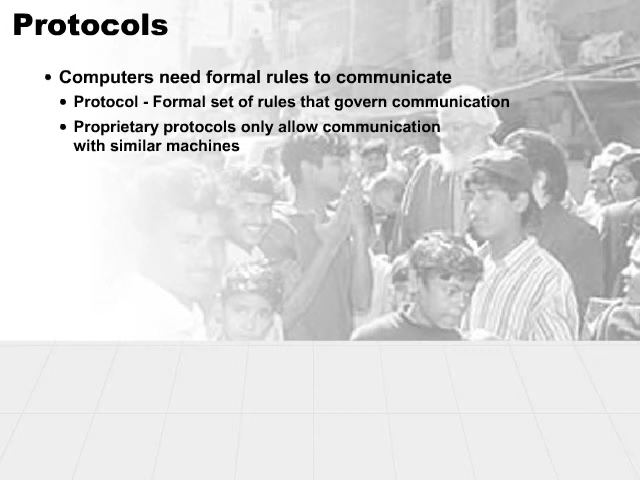 Protocols
• Computers need formal rules to communicate
• Protocol - Formal set of rules that govern communication
• Proprietary protocols only allow communication
with similar machines